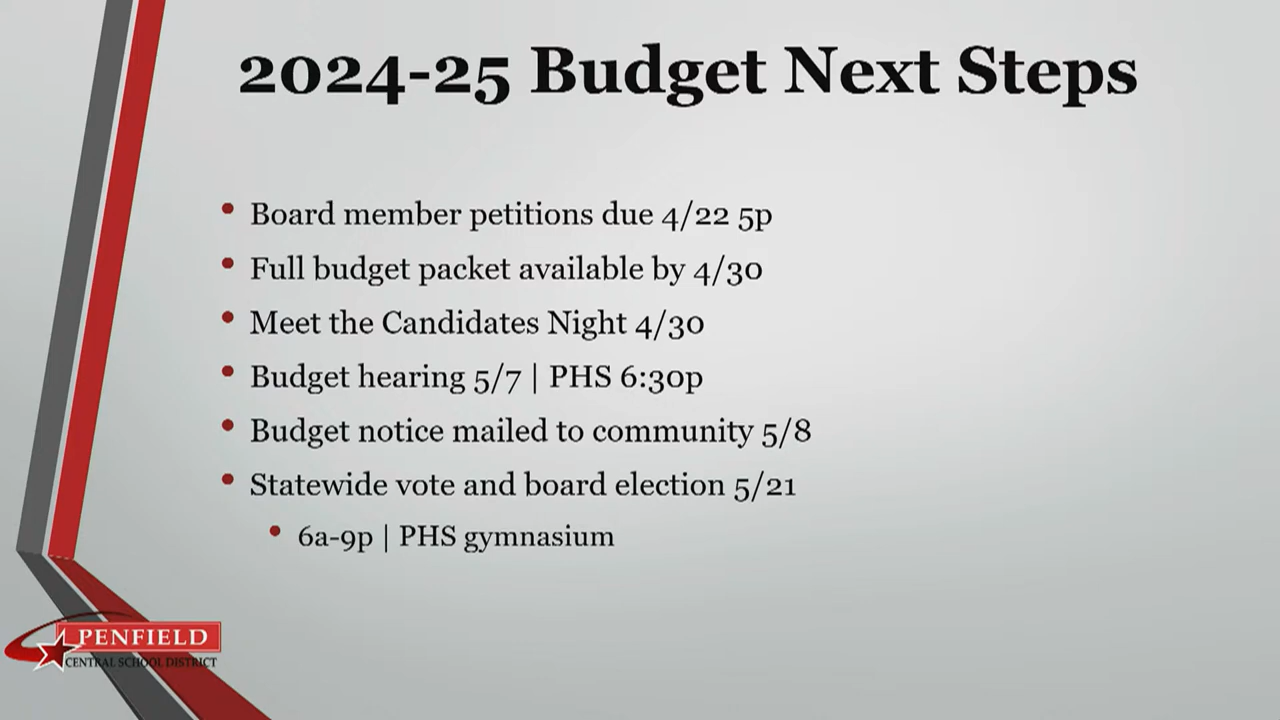 2024-25 Budget Next Steps
• Board member petitions due 4/22 5p
• Full budget packet available by 4/30
• Meet the Candidates Night 4/30
• Budget hearing 5/7 | PHS 6:30p
• Budget notice mailed to community 5/8
• Statewide vote and board election 5/21
• 6a-9p | PHS gymnasium
PENFIELD
CENTRAL SCHOOL DISTRICT